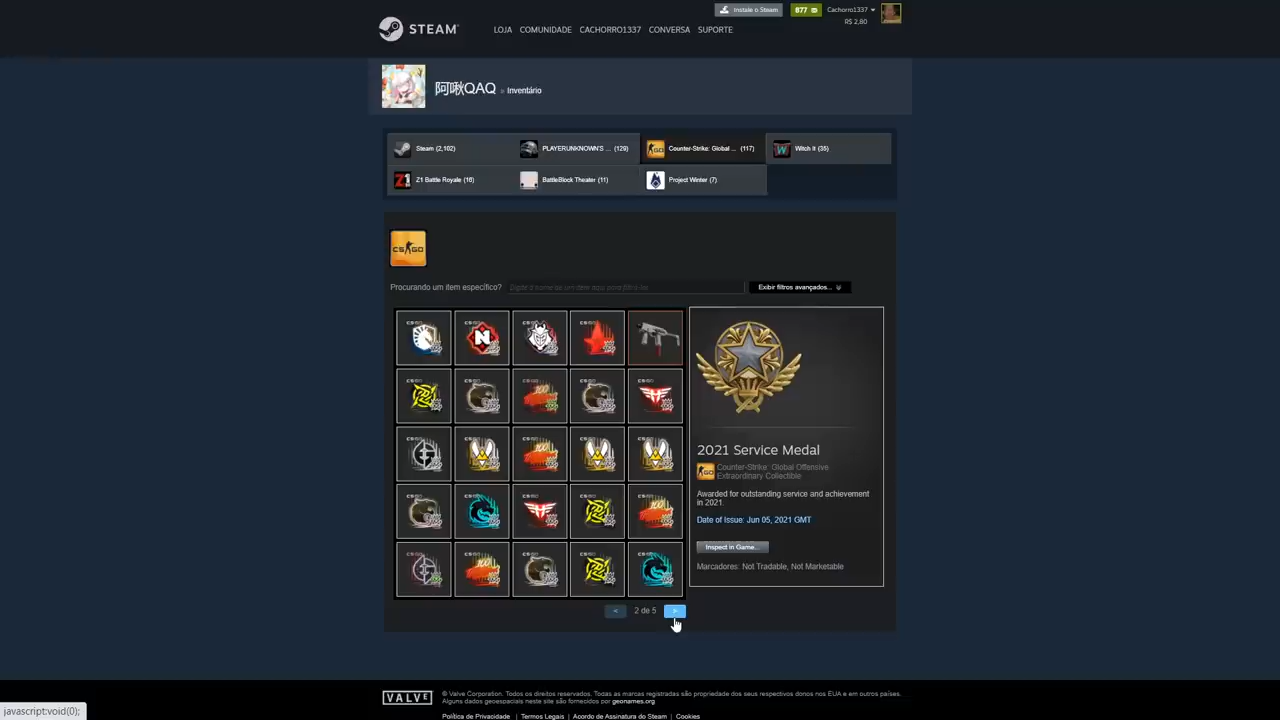 Instale o Steam
877
Cachorro1337
R$ 2,80
STEAM
LOJA COMUNIDADE CACHORRO1337 CONVERSA SUPORTE
阿啾QAQ » Inventário
Steam (2,102)
PLAYERUNKNOWN'S ... (129)
Counter-Strike: Global ... (117)
Witch It (35)
Z1 Battle Royale (16)
BattleBlock Theater (11)
Project Winter (7)
CS GO
Procurando um item específico?
Exibir filtros avançados...
2021 Service Medal
Counter-Strike: Global Offensive
Extraordinary Collectible
Awarded for outstanding service and achievement
in 2021.
Date of Issue: Jun 05, 2021 GMT
Inspect in Game...
Marcadores: Not Tradable, Not Marketable
< 2 de 5 >
VALVE
© Valve Corporation. Todos os direitos reservados. Todas as marcas registradas são propriedade dos seus respectivos donos nos EUA e em outros países.
Alguns dados geoespaciais neste site são fornecidos por geonames.org
Política de Privacidade | Termos Legais | Acordo de Assinatura do Steam | Cookies
javascript:void(0);